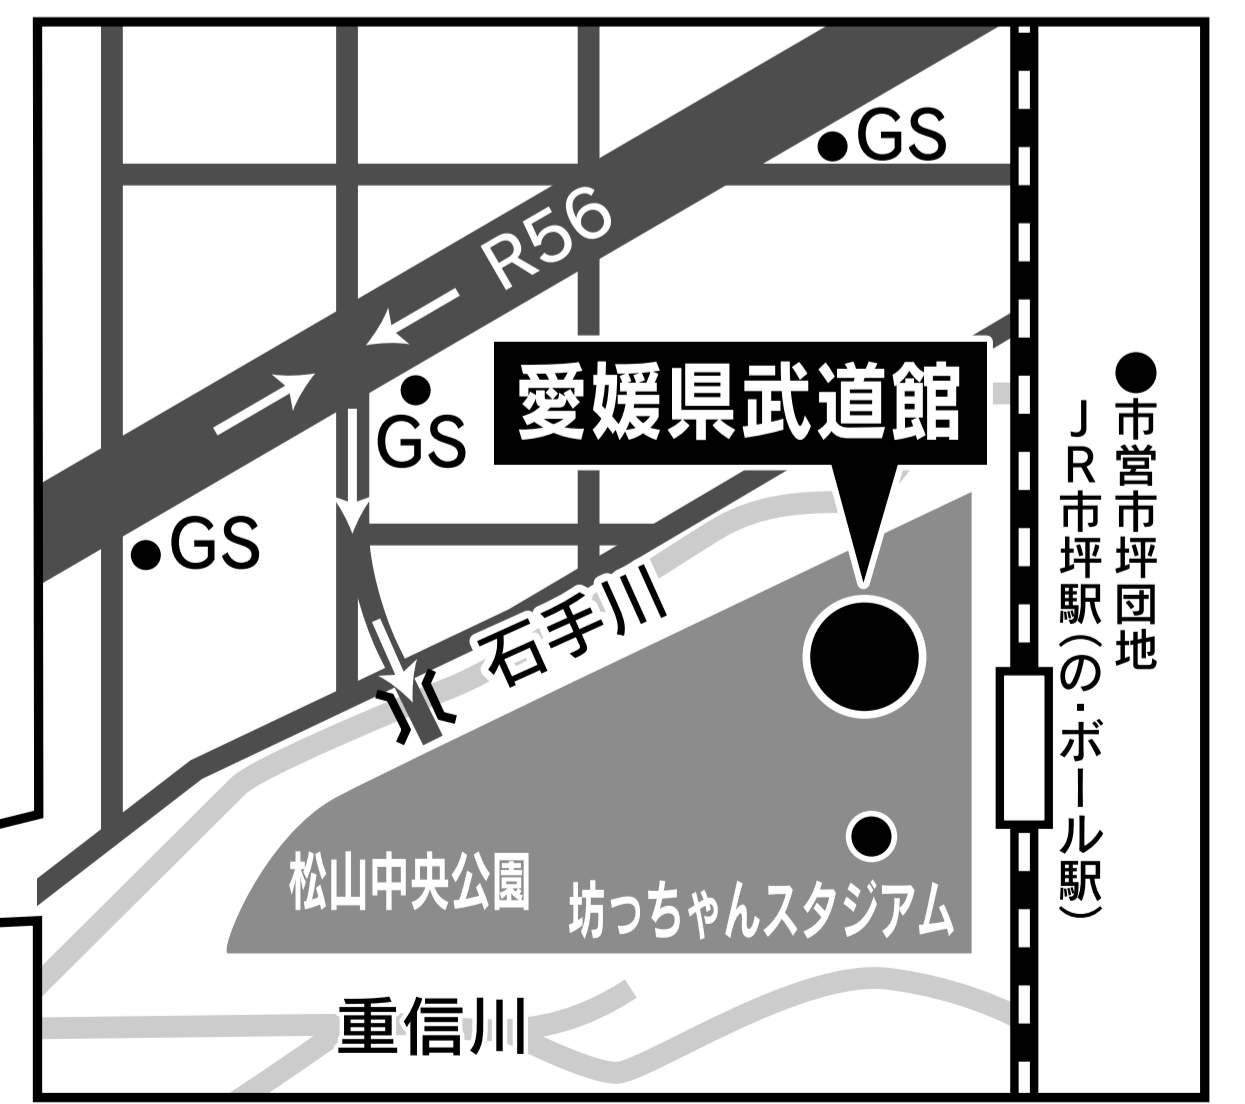 GS
R56
愛媛県武道館
GS
GS
●市営市坪団地
JR市坪駅(の・ボール駅)
石手川
松山中央公園
坊っちゃんスタジアム
重信川